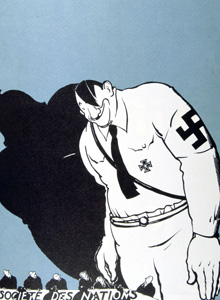 SOCIÉTÉ DES NATIONS